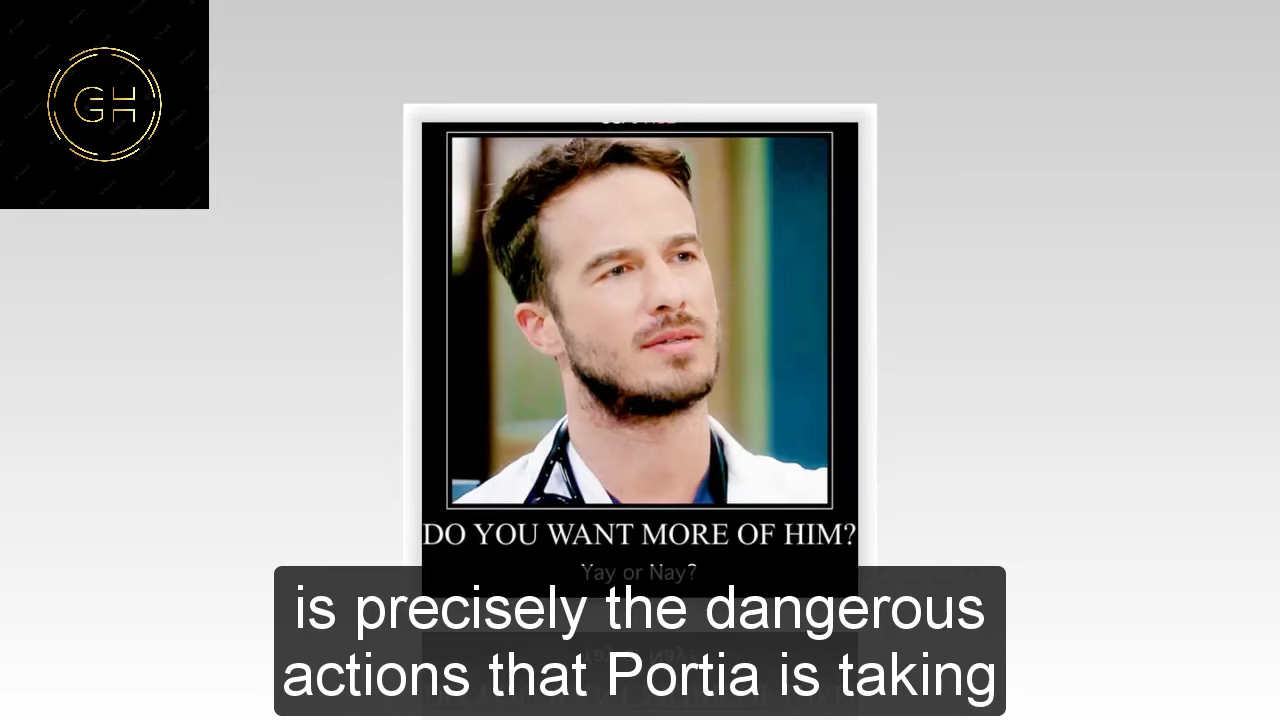 GH
DO YOU WANT MORE OF HIM?
Yay or Nay?
is precisely the dangerous
actions that Portia is taking